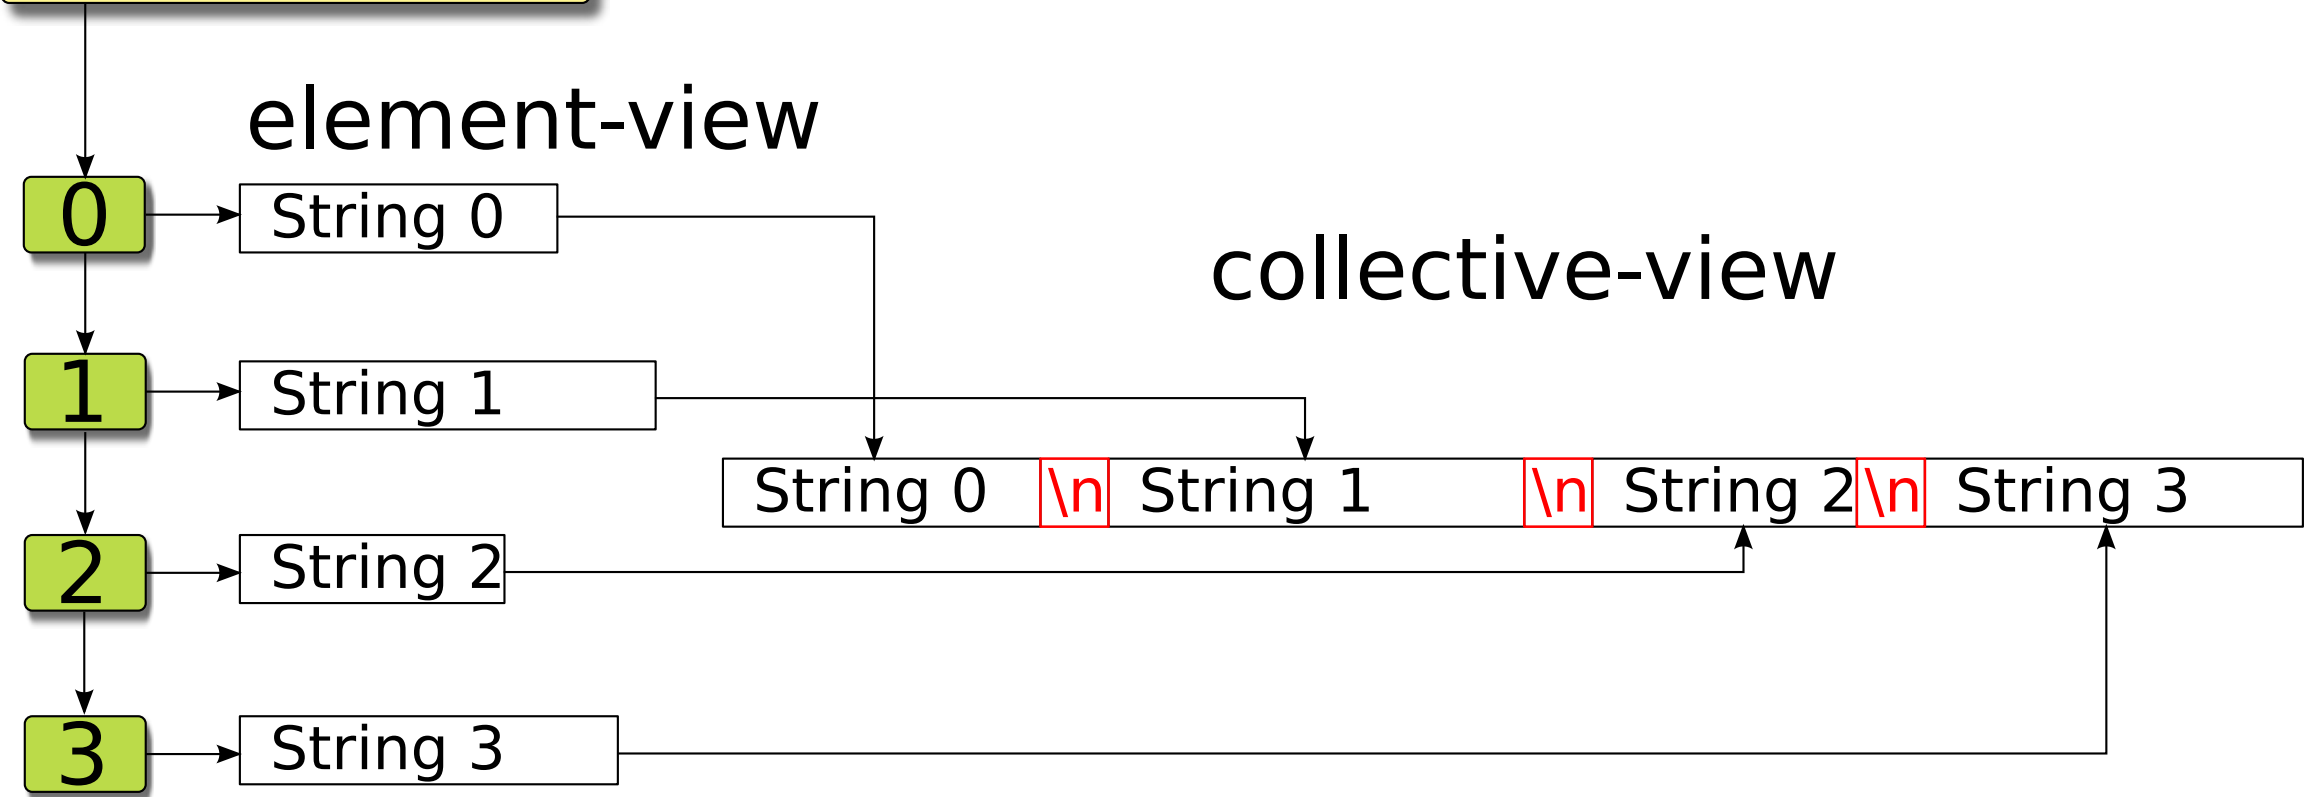 element-view
0 String 0
collective-view
1 String 1
String 0 \n String 1 \n String 2 \n String 3
2 String 2
3 String 3